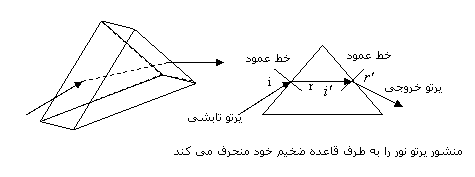 خط عمود
خط عمود
i
r
i'
r'
پرتو خروجی
پرتو تابشی
منشور پرتو نور را به طرف قاعده ضخیم خود منحرف می کند